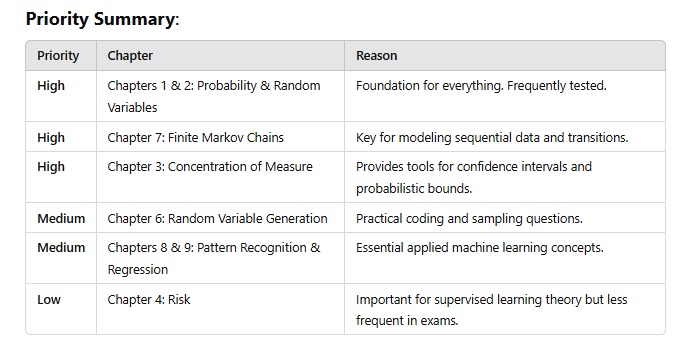 Priority Summary:
Priority Chapter Reason
High Chapters 1 & 2: Probability & Random Variables Foundation for everything. Frequently tested.
High Chapter 7: Finite Markov Chains Key for modeling sequential data and transitions.
High Chapter 3: Concentration of Measure Provides tools for confidence intervals and probabilistic bounds.
Medium Chapter 6: Random Variable Generation Practical coding and sampling questions.
Medium Chapters 8 & 9: Pattern Recognition & Regression Essential applied machine learning concepts.
Low Chapter 4: Risk Important for supervised learning theory but less frequent in exams.